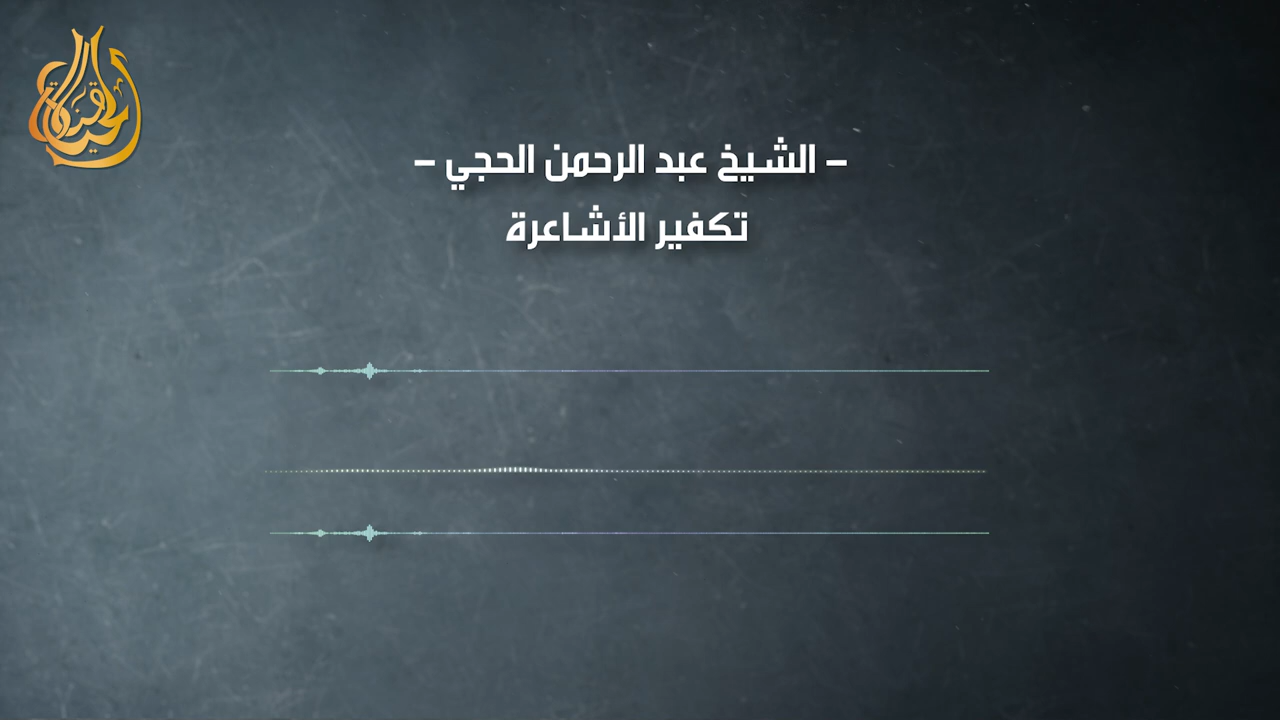 – الشيخ عبد الرحمن الحجي –
تكفير الأشاعرة